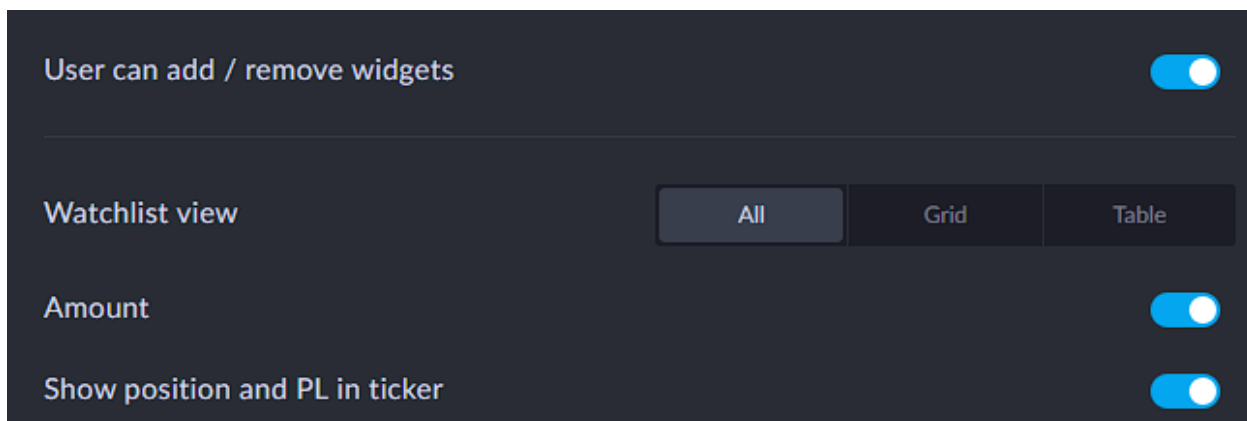 User can add / remove widgets
Watchlist view All Grid Table
Amount
Show position and PL in ticker